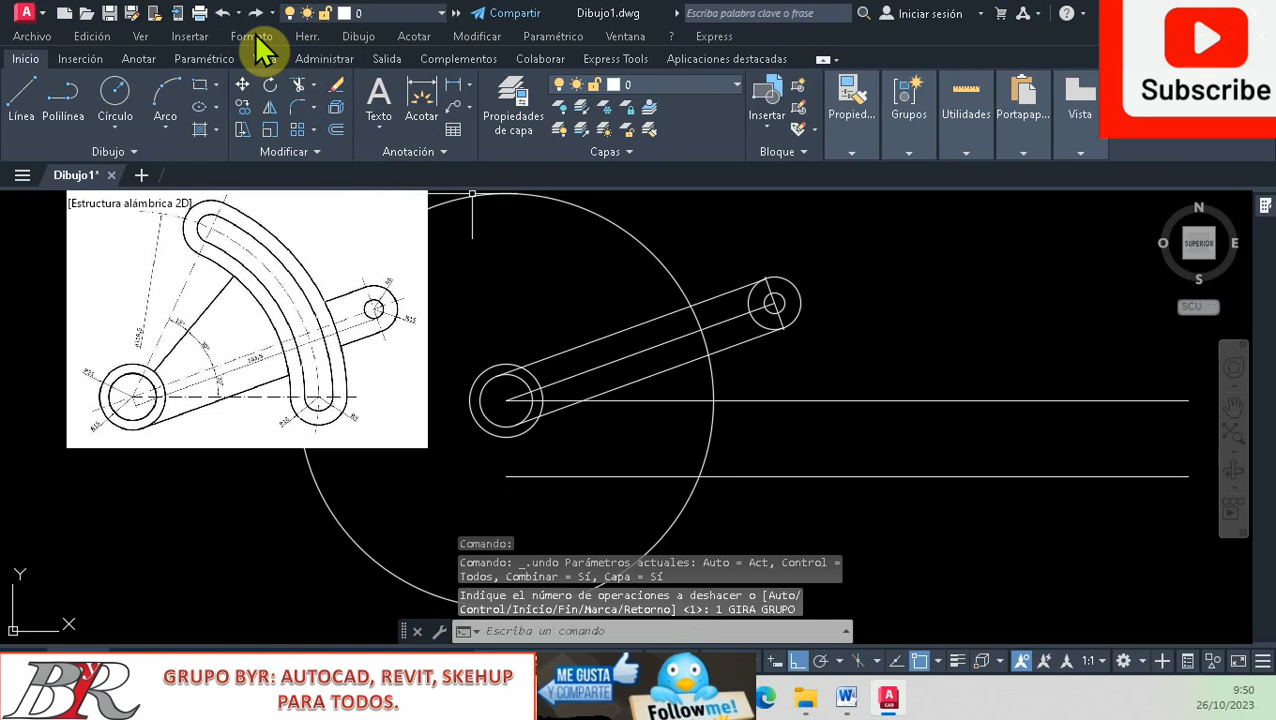 0
Compartir
Dibujo1.dwg
Escriba palabra clave o frase
Iniciar sesión
Archivo Edición Ver Insertar Formato Herr. Dibujo Acotar Modificar Paramétrico Ventana ? Express
Inicio Inserción Anotar Paramétrico Administrar Salida Complementos Colaborar Express Tools Aplicaciones destacadas
Subscribe
0
Línea Polilínea Círculo Arco Texto Acotar Propiedades de capa Insertar Propied... Grupos Utilidades Portapap... Vista
Dibujo Modificar Anotación Capas Bloque
Dibujo1*
[Estructura alámbrica 2D]
N
O SUPERIOR E
S
SCU
Comando:
Comando: _.undo Parámetros actuales: Auto = Act, Control =
Todos, Combinar = Sí, Capa = Sí
Indique el número de operaciones a deshacer o [Auto/
Control/Inicio/Fin/Marca/Retorno] <1>: 1 GIRA GRUPO
Escriba un comando
Y
X
1:1
ByR
GRUPO BYR: AUTOCAD, REVIT, SKEHUP
PARA TODOS.
ME GUSTA
Y COMPARTE
Follow me!
9:50
26/10/2023